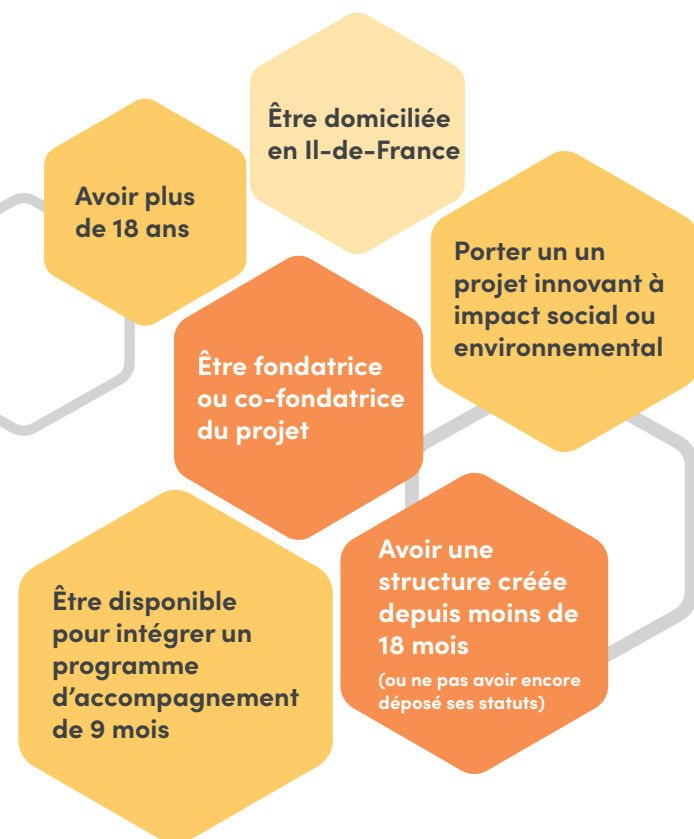 Être domiciliée
en Il-de-France
Avoir plus
de 18 ans
Porter un un
projet innovant à
impact social ou
environnemental
Être fondatrice
ou co-fondatrice
du projet
Avoir une
structure créée
depuis moins de
18 mois
(ou ne pas avoir encore
déposé ses statuts)
Être disponible
pour intégrer un
programme
d’accompagnement
de 9 mois